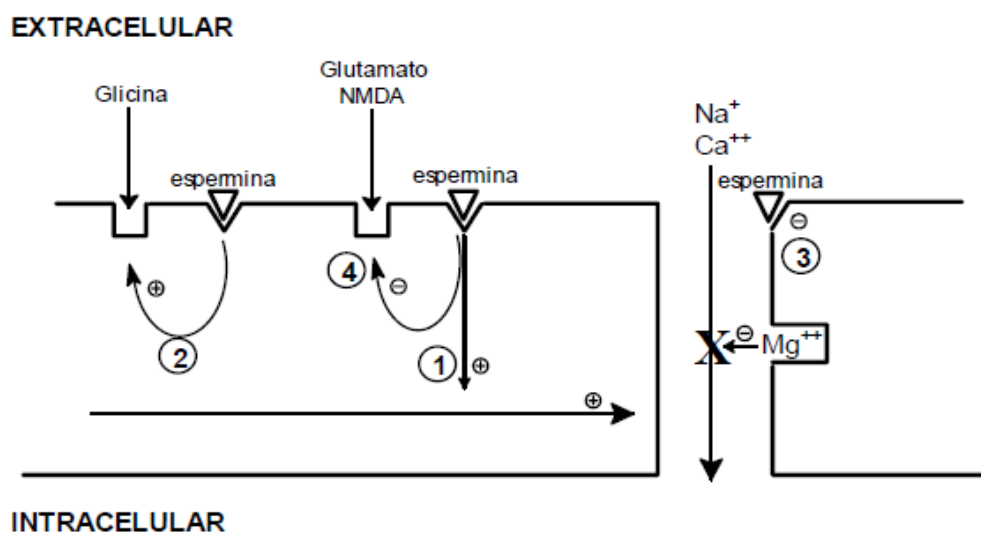 EXTRACELULAR
Glicina
Glutamato
NMDA
Na+
Ca++
espermina
espermina
espermina
⊖
3
4
⊕
⊖
2
1
⊕
X
⊖
Mg++
⊕
INTRACELULAR